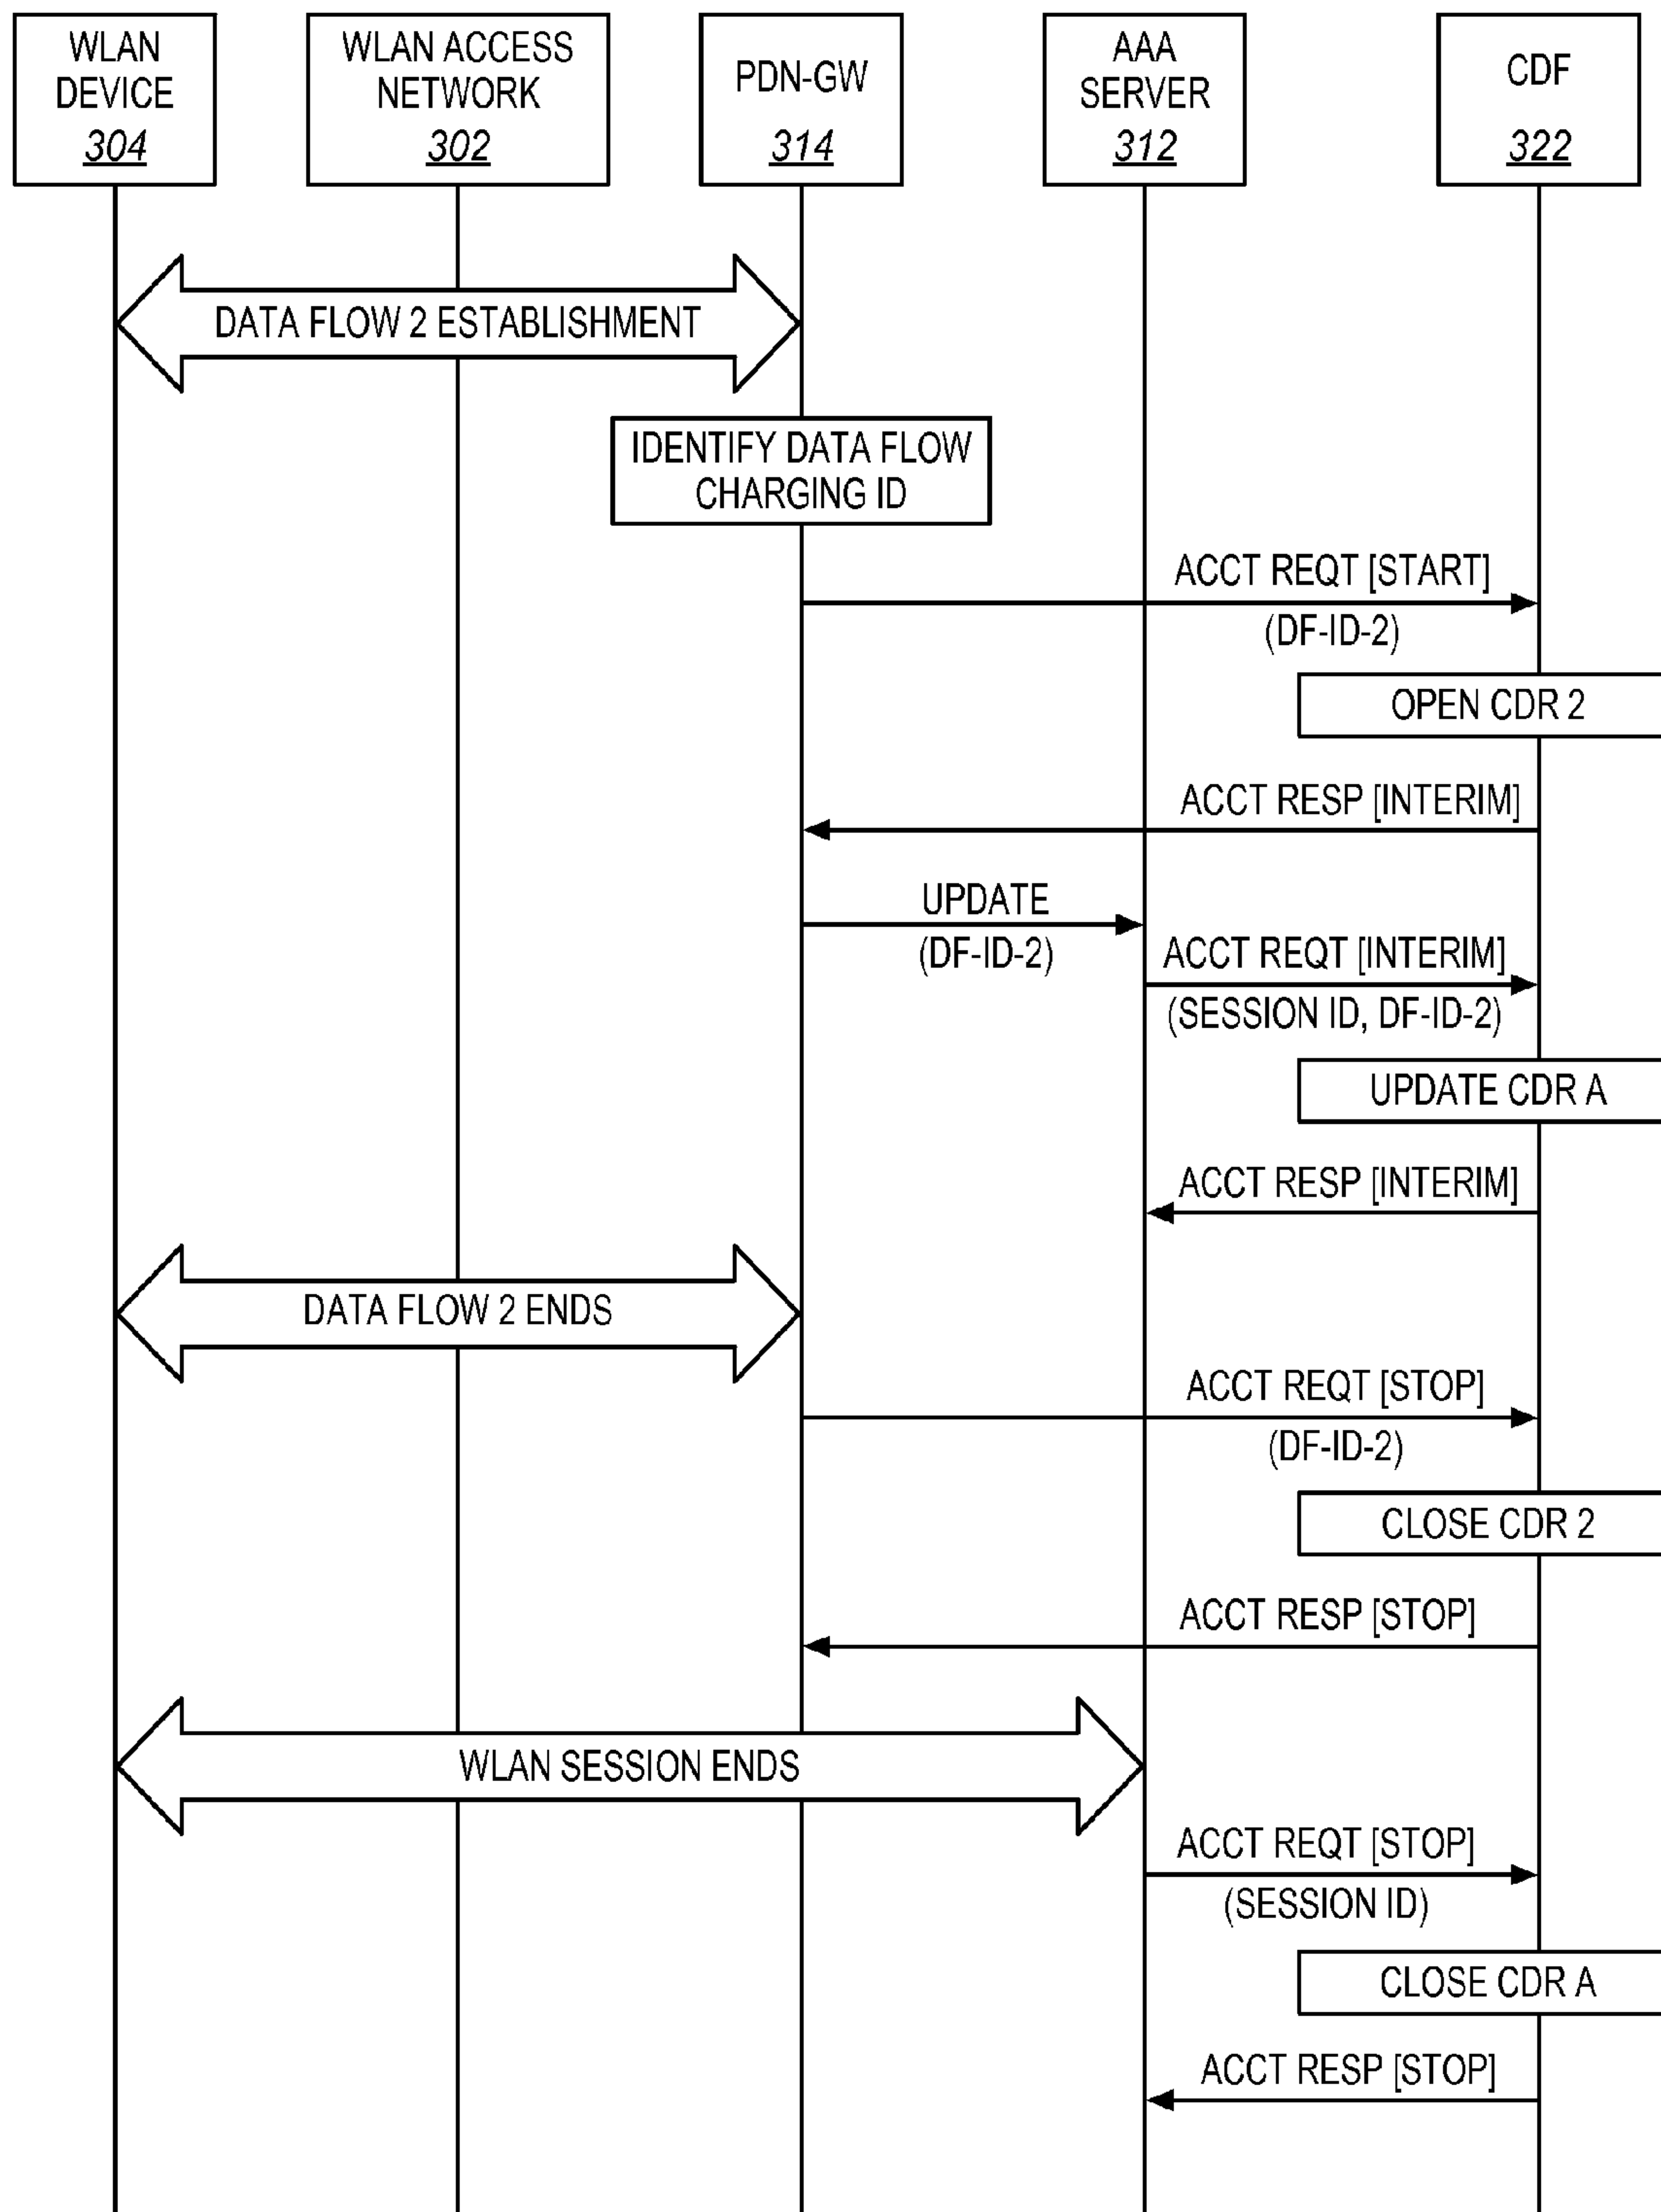 WLAN
DEVICE
304
WLAN ACCESS
NETWORK
302
PDN-GW
314
AAA
SERVER
312
CDF
322
DATA FLOW 2 ESTABLISHMENT
IDENTIFY DATA FLOW
CHARGING ID
ACCT REQT [START]
(DF-ID-2)
OPEN CDR 2
ACCT RESP [INTERIM]
UPDATE
(DF-ID-2)
ACCT REQT [INTERIM]
(SESSION ID, DF-ID-2)
UPDATE CDR A
ACCT RESP [INTERIM]
DATA FLOW 2 ENDS
ACCT REQT [STOP]
(DF-ID-2)
CLOSE CDR 2
ACCT RESP [STOP]
WLAN SESSION ENDS
ACCT REQT [STOP]
(SESSION ID)
CLOSE CDR A
ACCT RESP [STOP]